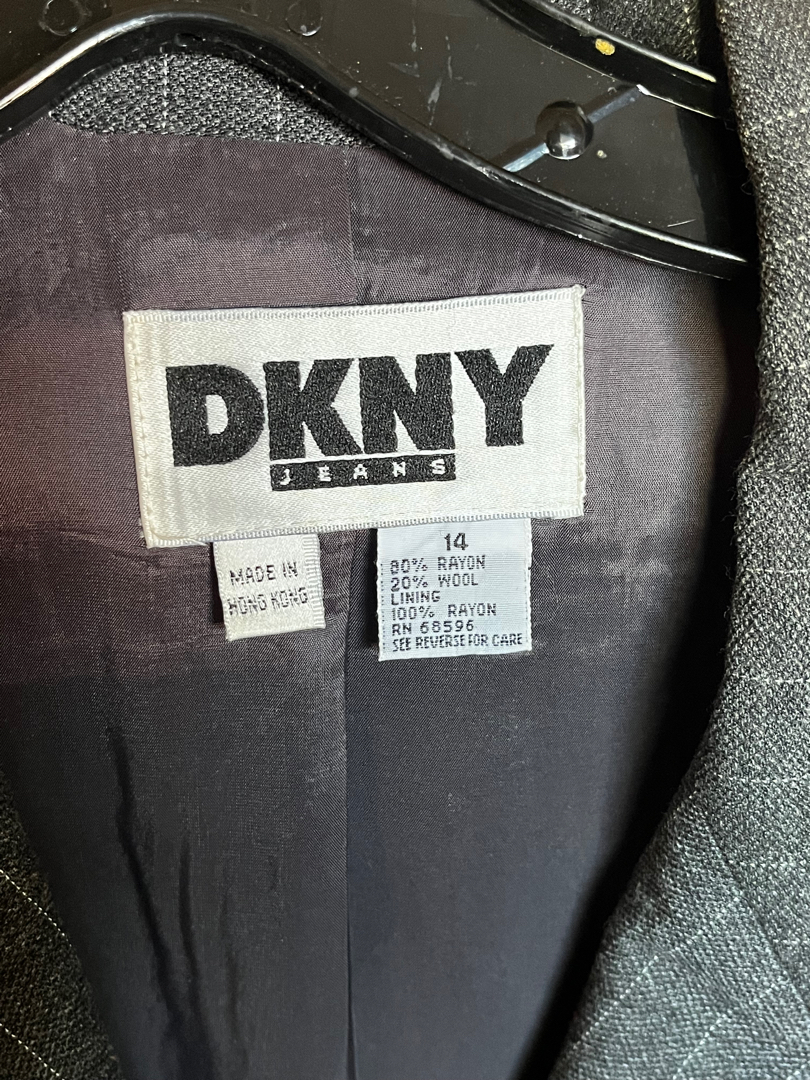 DKNY
JEANS
MADE IN
HONG KONG
14
80% RAYON
20% WOOL
LINING
100% RAYON
RN 68596
SEE REVERSE FOR CARE